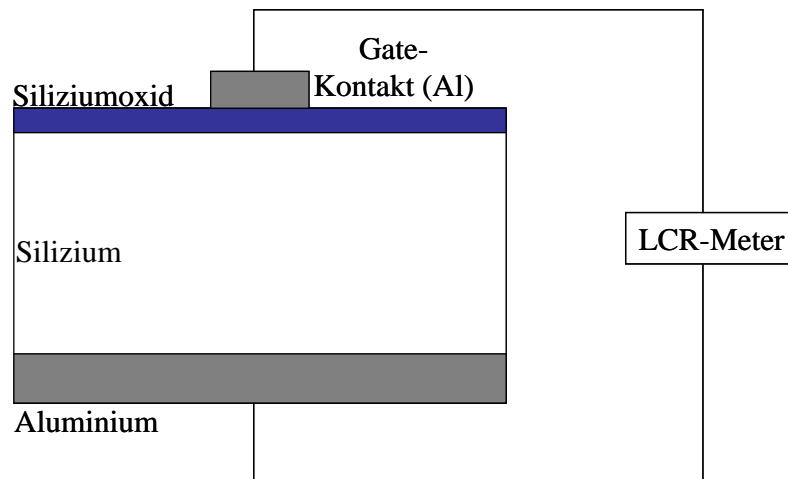 Gate-
Kontakt (Al)
Siliziumoxid
Silizium
LCR-Meter
Aluminium